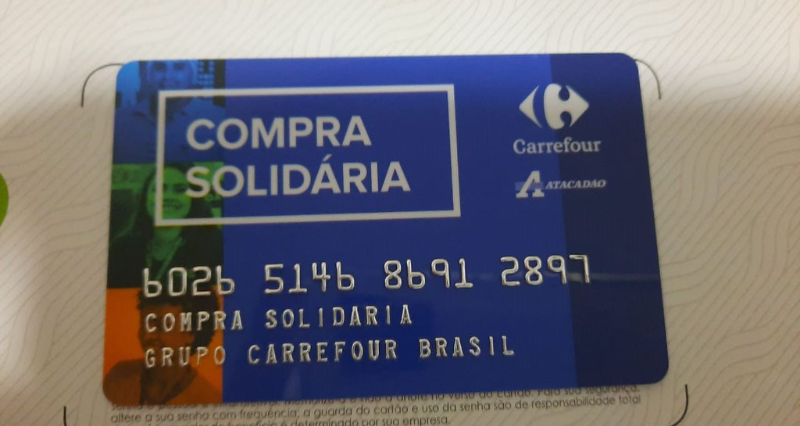 COMPRA
SOLIDÁRIA
Carrefour
ATACADÃO
6026 5146 8691 2897
COMPRA SOLIDARIA
GRUPO CARREFOUR BRASIL
altere a sua senha com frequência; a guarda do cartão e uso da senha são de responsabilidade total
é determinado por sua empresa.